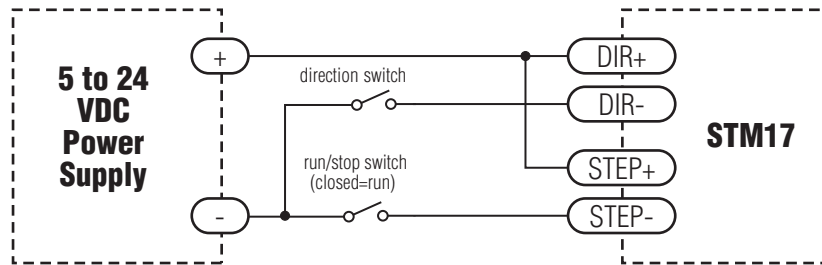 5 to 24
VDC
Power
Supply
+
-
direction switch
run/stop switch
(closed=run)
DIR+
DIR-
STEP+
STEP-
STM17